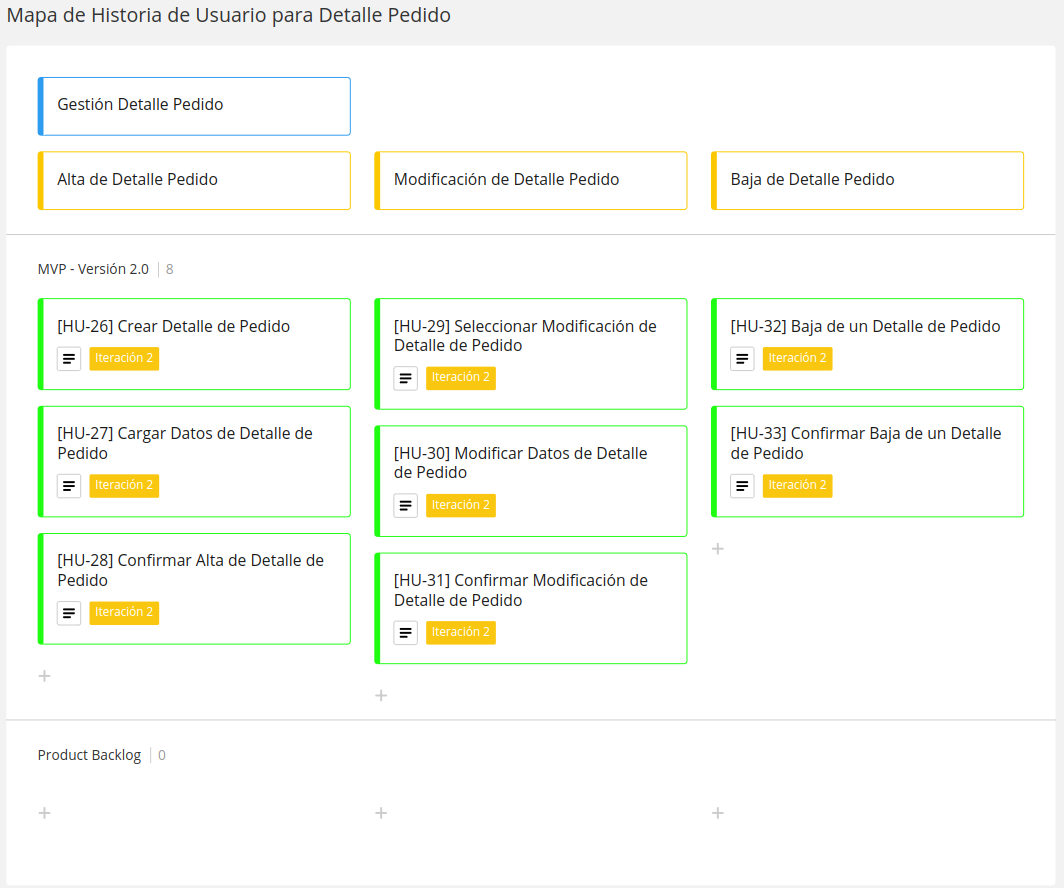 Mapa de Historia de Usuario para Detalle Pedido
Gestión Detalle Pedido
Alta de Detalle Pedido
Modificación de Detalle Pedido
Baja de Detalle Pedido
MVP - Versión 2.0 | 8
[HU-26] Crear Detalle de Pedido
Iteración 2
[HU-27] Cargar Datos de Detalle de
Pedido
Iteración 2
[HU-28] Confirmar Alta de Detalle de
Pedido
Iteración 2
[HU-29] Seleccionar Modificación de
Detalle de Pedido
Iteración 2
[HU-30] Modificar Datos de Detalle
de Pedido
Iteración 2
[HU-31] Confirmar Modificación de
Detalle de Pedido
Iteración 2
[HU-32] Baja de un Detalle de Pedido
Iteración 2
[HU-33] Confirmar Baja de un Detalle
de Pedido
Iteración 2
Product Backlog | 0